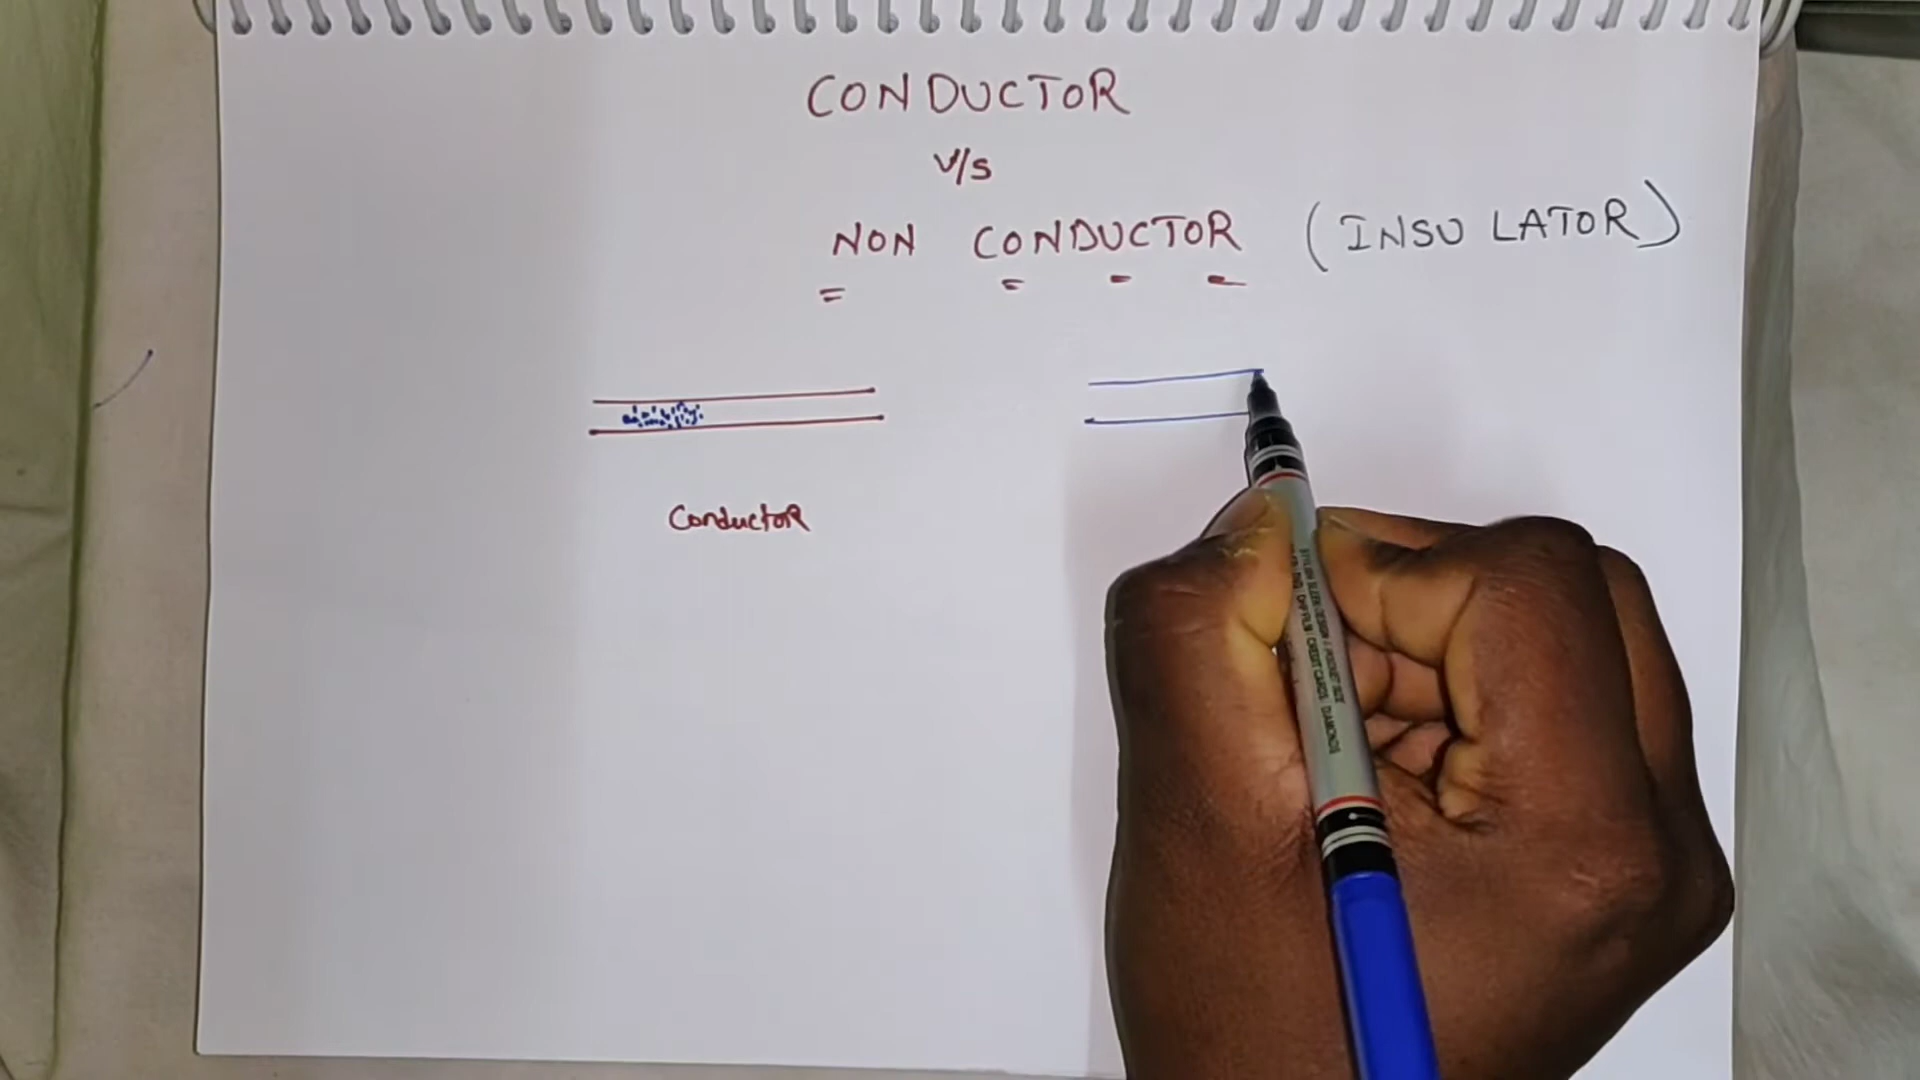 CONDUCTOR
V/S
NON CONDUCTOR (INSULATOR)
Conductor